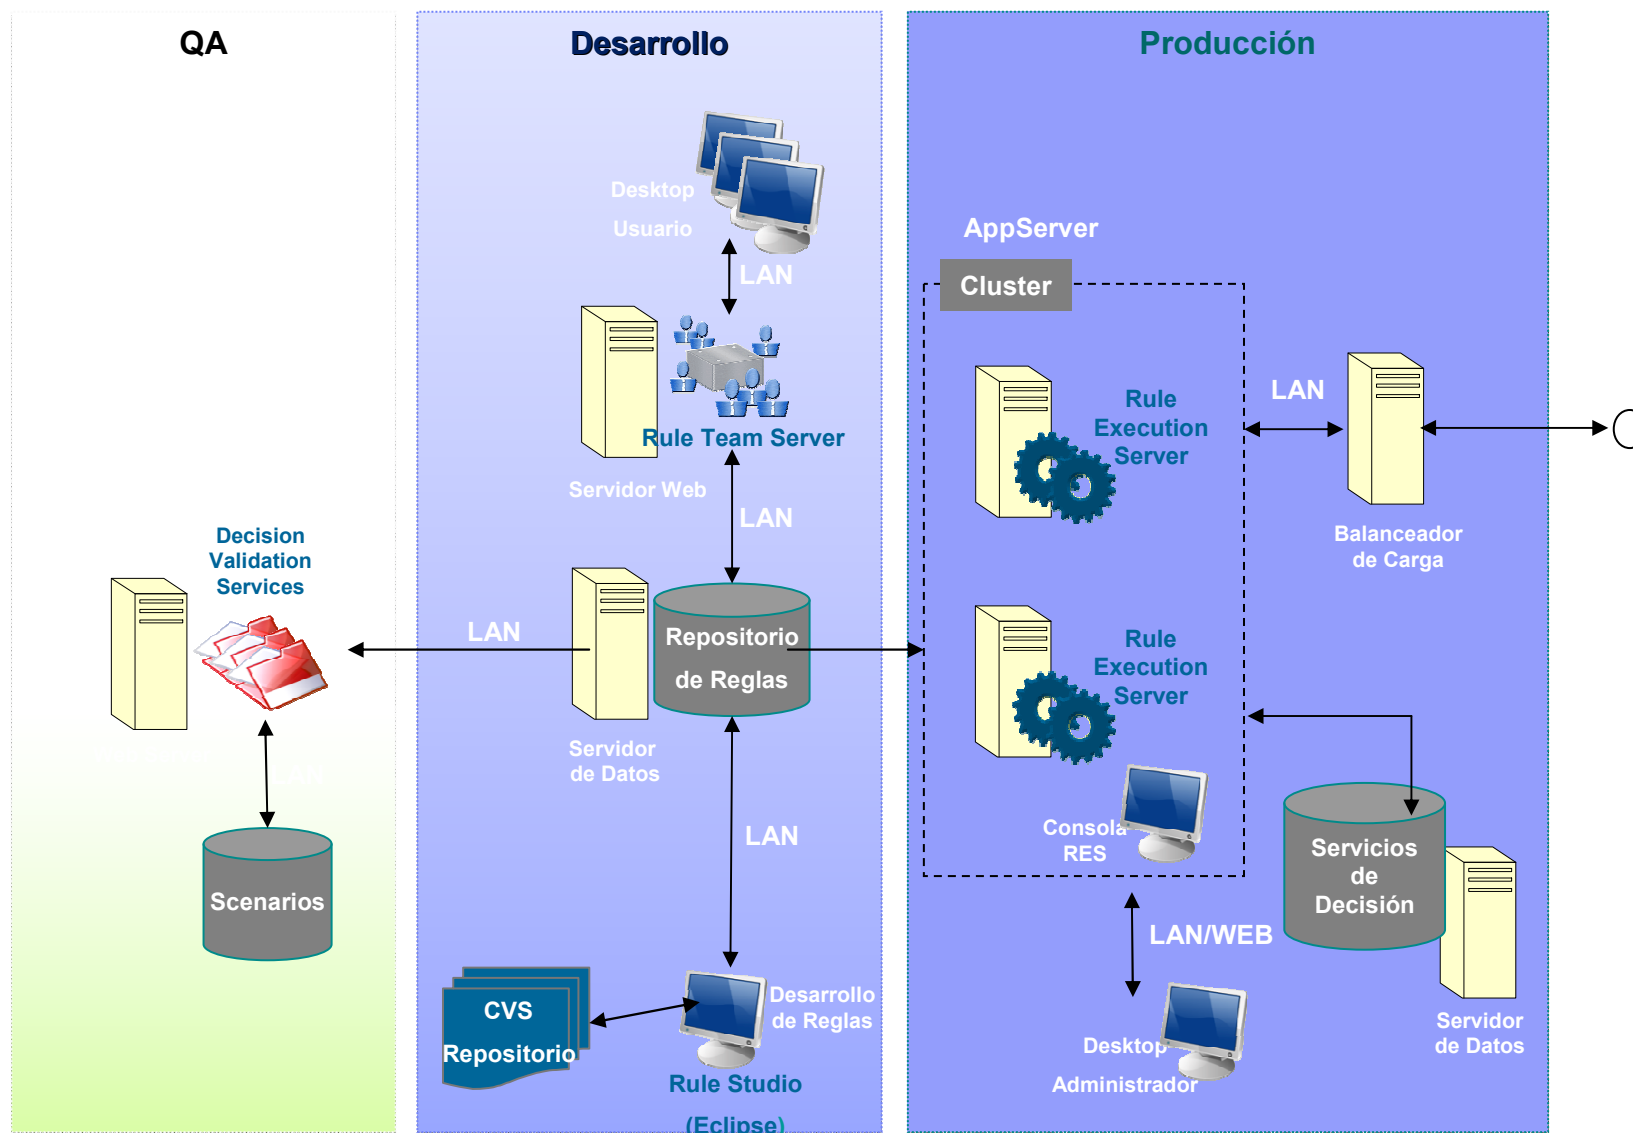 QA
Decision
Validation
Services
LAN
Scenarios
Desarrollo
Desktop
Usuario
LAN
Rule Team Server
Servidor Web
LAN
Repositorio
de Reglas
Servidor
de Datos
LAN
CVS
Repositorio
Desarrollo
de Reglas
Rule Studio
(Eclipse)
Producción
AppServer
Cluster
Rule
Execution
Server
LAN
Balanceador
de Carga
Rule
Execution
Server
Consola
RES
Servicios
de
Decisión
LAN/WEB
Servidor
de Datos
Desktop
Administrador